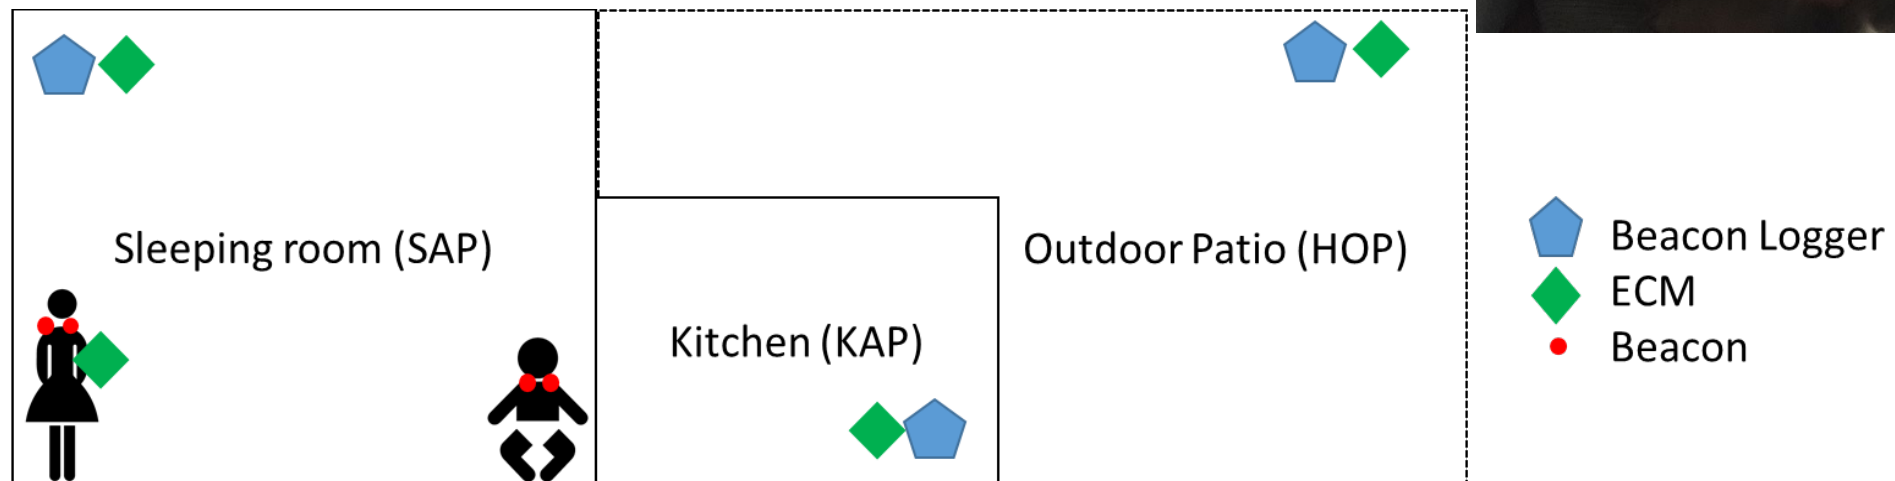 Sleeping room (SAP)
Kitchen (KAP)
Outdoor Patio (HOP)
Beacon Logger
ECM
Beacon